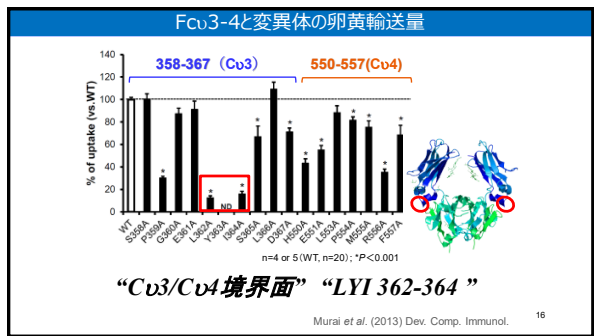 Fcυ3-4と変異体の卵黄輸送量
358-367（Cυ3）
550-557(Cυ4)
% of uptake (vs.WT)
140
120
100
80
60
40
20
0
* * ND * * * * * * * * * *
WT
S358A
P359A
G360A
E361A
L362A
Y363A
I364A
S365A
L366A
D367A
H550A
E551A
L553A
P554A
M555A
R556A
F557A
n=4 or 5(WT, n=20); *P＜0.001
“Cυ3/Cυ4境界面” “LYI 362-364 ”
Murai et al. (2013) Dev. Comp. Immunol.
16